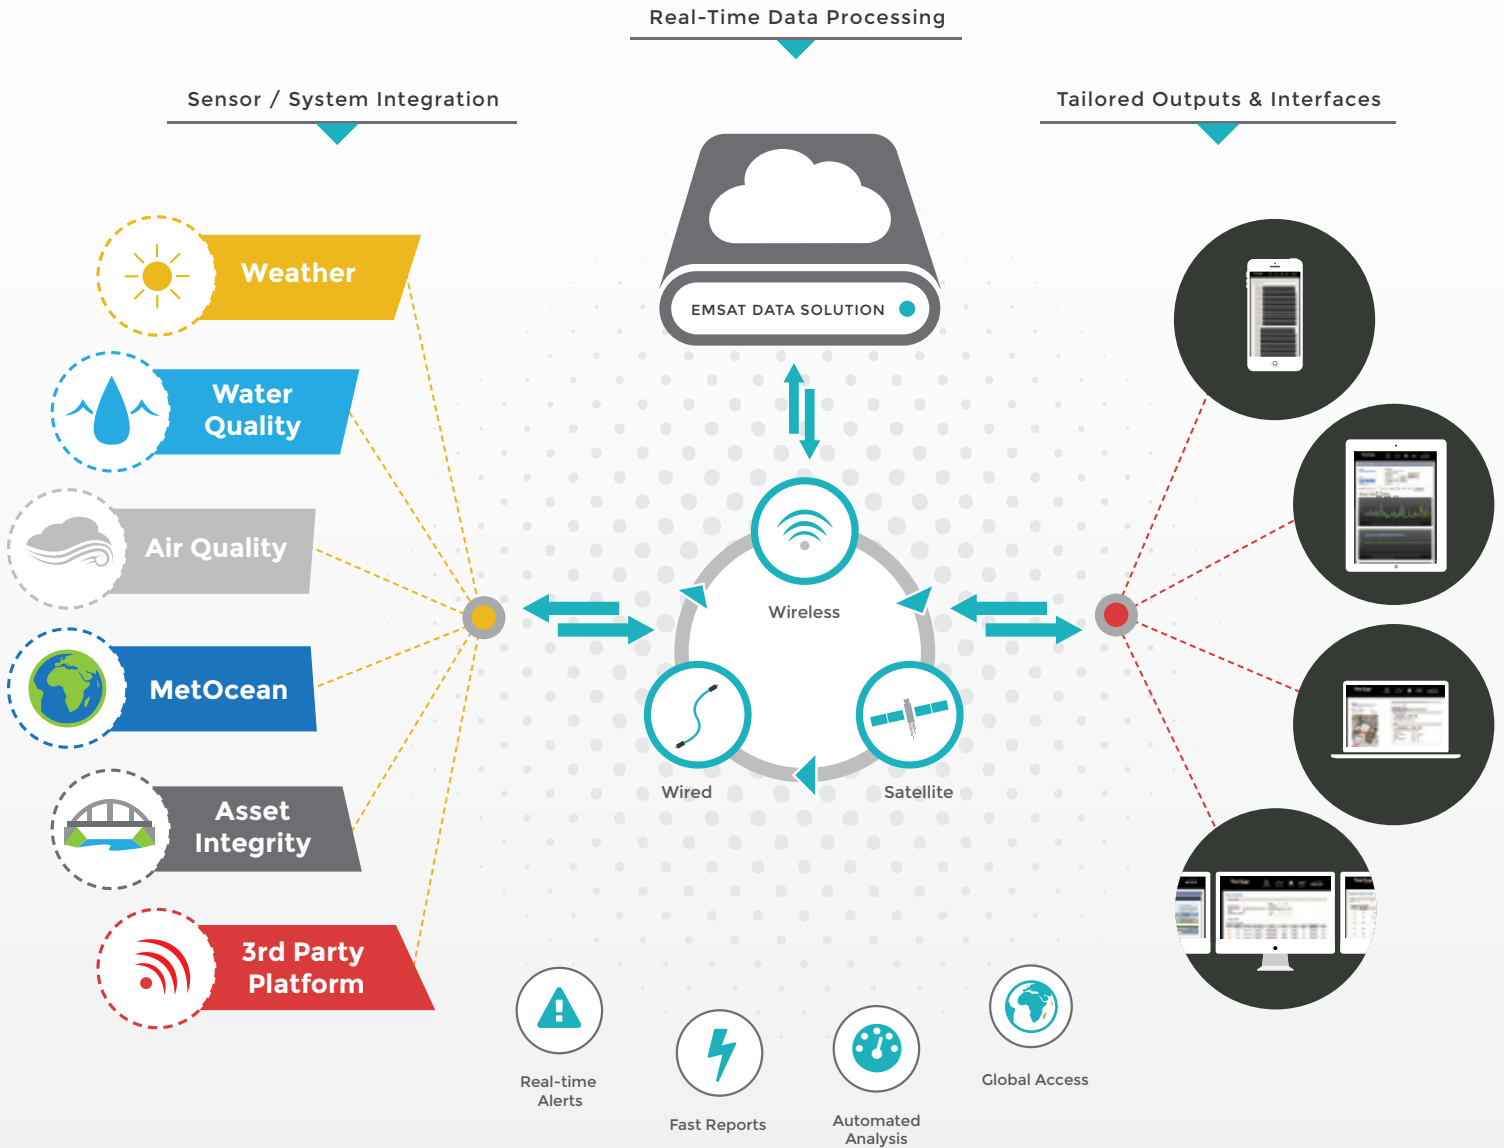 Real-Time Data Processing
Sensor / System Integration
Tailored Outputs & Interfaces
EMSAT DATA SOLUTION
Weather
Water
Quality
Air Quality
MetOcean
Asset
Integrity
3rd Party
Platform
Wireless
Wired
Satellite
Real-time
Alerts
Fast Reports
Automated
Analysis
Global Access